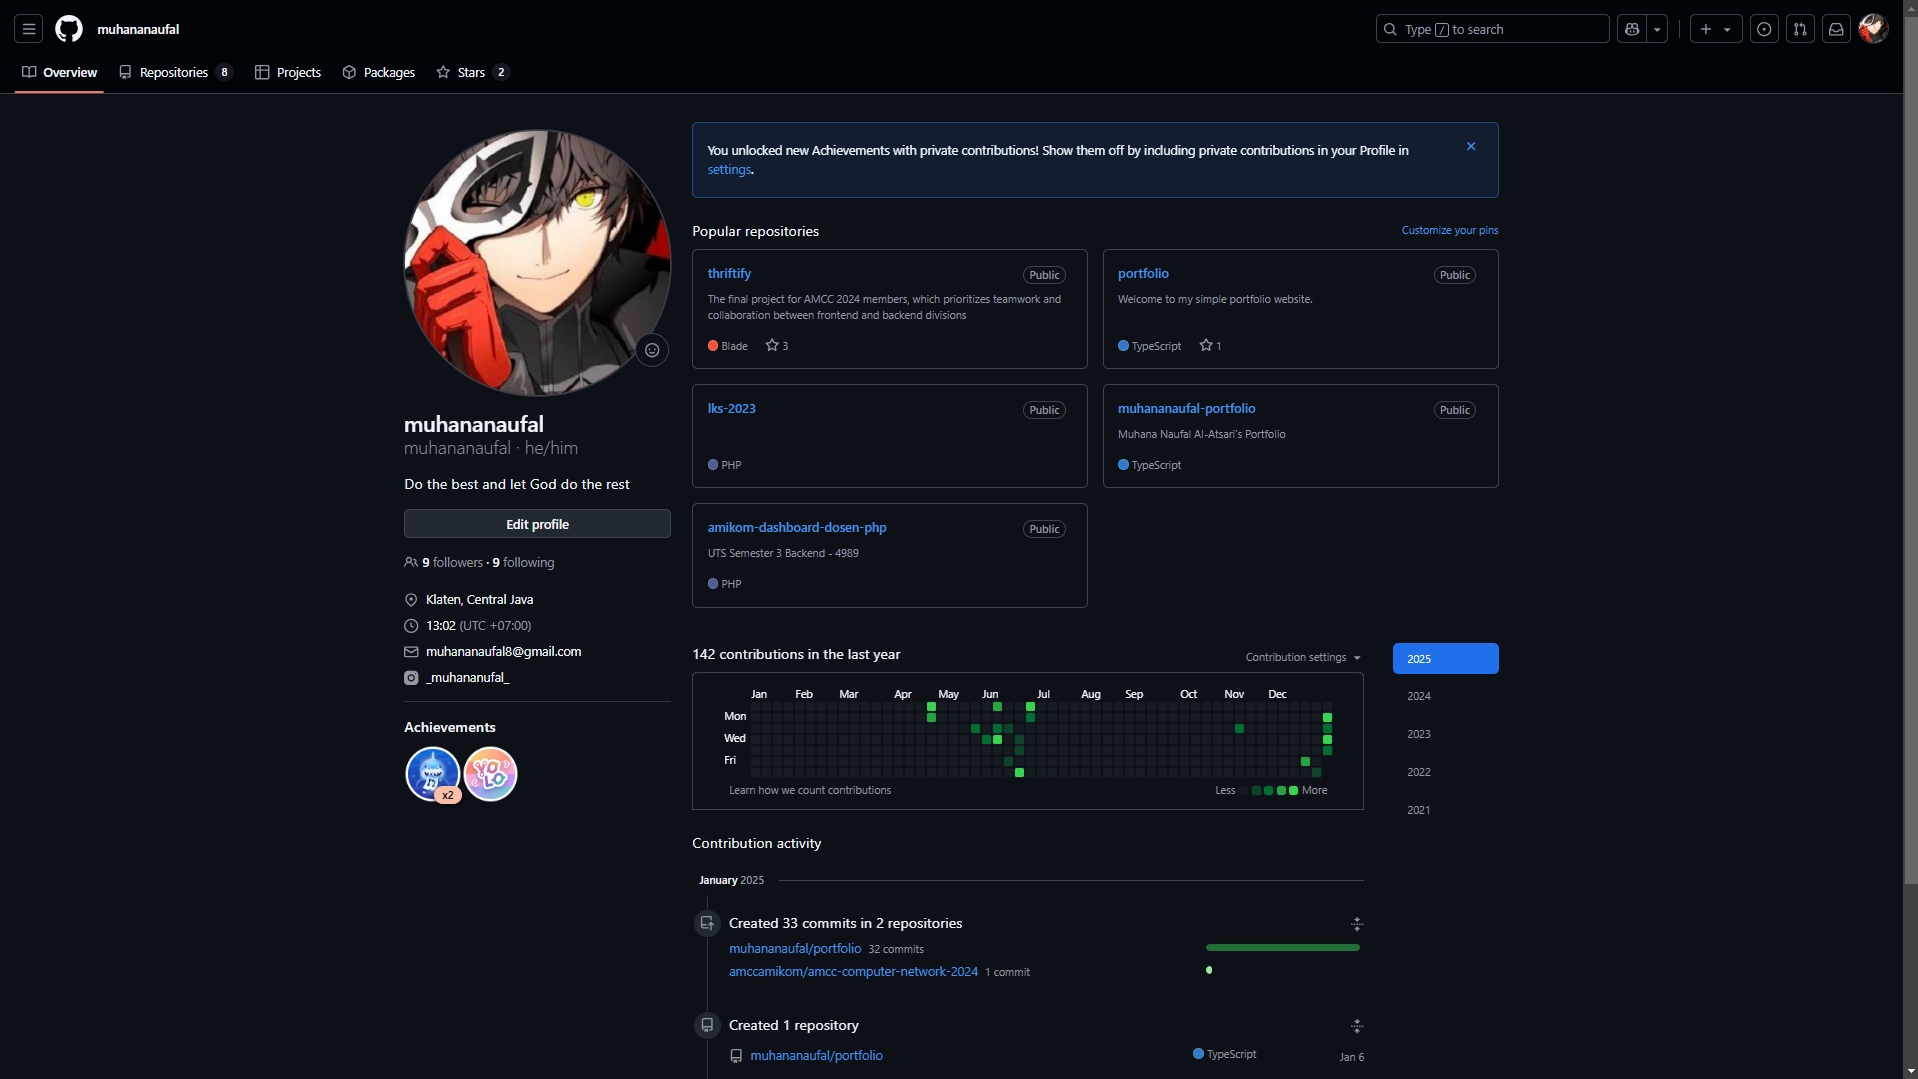 muhananaufal
Type / to search
Overview
Repositories 8
Projects
Packages
Stars 2
You unlocked new Achievements with private contributions! Show them off by including private contributions in your Profile in
settings.
muhananaufal
muhananaufal · he/him
Do the best and let God do the rest
Edit profile
9 followers · 9 following
Klaten, Central Java
13:02 (UTC +07:00)
muhananaufal8@gmail.com
_muhananufal_
Achievements
x2
YOLO
Popular repositories
Customize your pins
thriftify
Public
The final project for AMCC 2024 members, which prioritizes teamwork and
collaboration between frontend and backend divisions
Blade 3
portfolio
Public
Welcome to my simple portfolio website.
TypeScript 1
lks-2023
Public
PHP
muhananaufal-portfolio
Public
Muhana Naufal Al-Atsari's Portfolio
TypeScript
amikom-dashboard-dosen-php
Public
UTS Semester 3 Backend - 4989
PHP
142 contributions in the last year
Contribution settings
Jan Feb Mar Apr May Jun Jul Aug Sep Oct Nov Dec
Mon
Wed
Fri
Learn how we count contributions
Less More
2025
2024
2023
2022
2021
Contribution activity
January 2025
Created 33 commits in 2 repositories
muhananaufal/portfolio 32 commits
amccamikom/amcc-computer-network-2024 1 commit
Created 1 repository
muhananaufal/portfolio
TypeScript
Jan 6